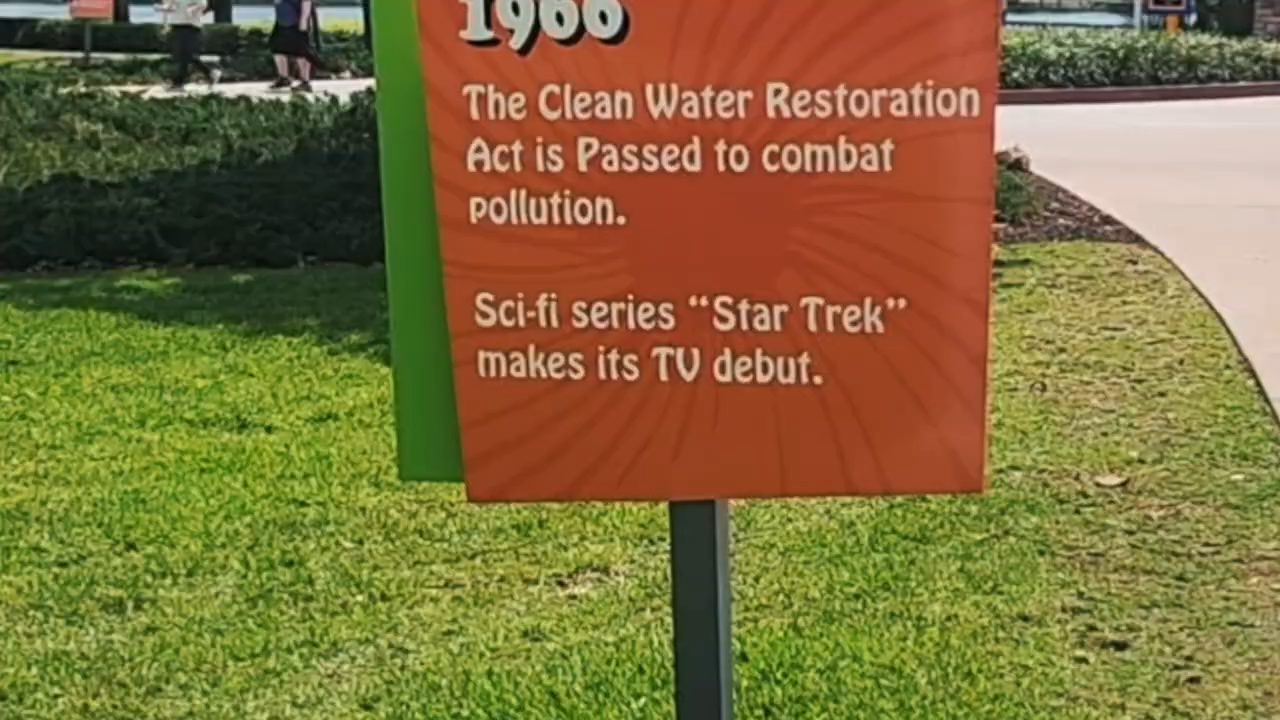 1966
The Clean Water Restoration
Act is Passed to combat
pollution.
Sci-fi series “Star Trek”
makes its TV debut.